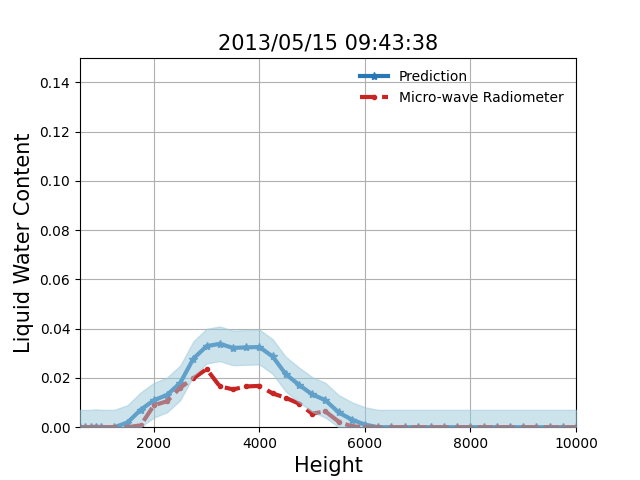 2013/05/15 09:43:38
Prediction
Micro-wave Radiometer
Liquid Water Content
0.14
0.12
0.10
0.08
0.06
0.04
0.02
0.00
2000 4000 6000 8000 10000
Height